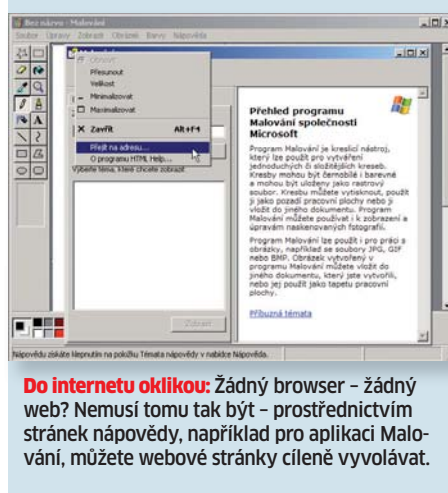 Bez názvu - Malování
Soubor Úpravy Zobrazit Obrázek Barvy Nápověda
Obnovit
Přesunout
Velikost
Minimalizovat
Maximalizovat
Zavřít Alt+F4
Přejít na adresu...
O programu HTML Help...
Vyberte téma, které chcete zobrazit
Zobrazit
Přehled programu
Malování společnosti
Microsoft
Program Malování je kreslicí nástroj,
který lze použít pro vytváření
jednoduchých či složitějších kreseb.
Kresby mohou být černobílé i barevné
a mohou být uloženy jako rastrový
soubor. Kresbu můžete vytisknout, použít
ji jako pozadí pracovní plochy nebo ji
vložit do jiného dokumentu. Program
Malování můžete používat i k zobrazení a
úpravám naskenovaných fotografií.
Program Malování lze použít i pro práci s
obrázky, například se soubory JPG, GIF
nebo BMP. Obrázek vytvořený v
programu Malování můžete vložit do
jiného dokumentu, který jste vytvořili,
nebo jej použít jako tapetu pracovní
plochy.
Příbuzná témata
Nápovědu získáte klepnutím na položku Témata nápovědy v nabídce Nápověda.
Do internetu oklikou: Žádný browser – žádný
web? Nemusí tomu tak být – prostřednictvím
stránek nápovědy, například pro aplikaci Malo-
vání, můžete webové stránky cíleně vyvolávat.